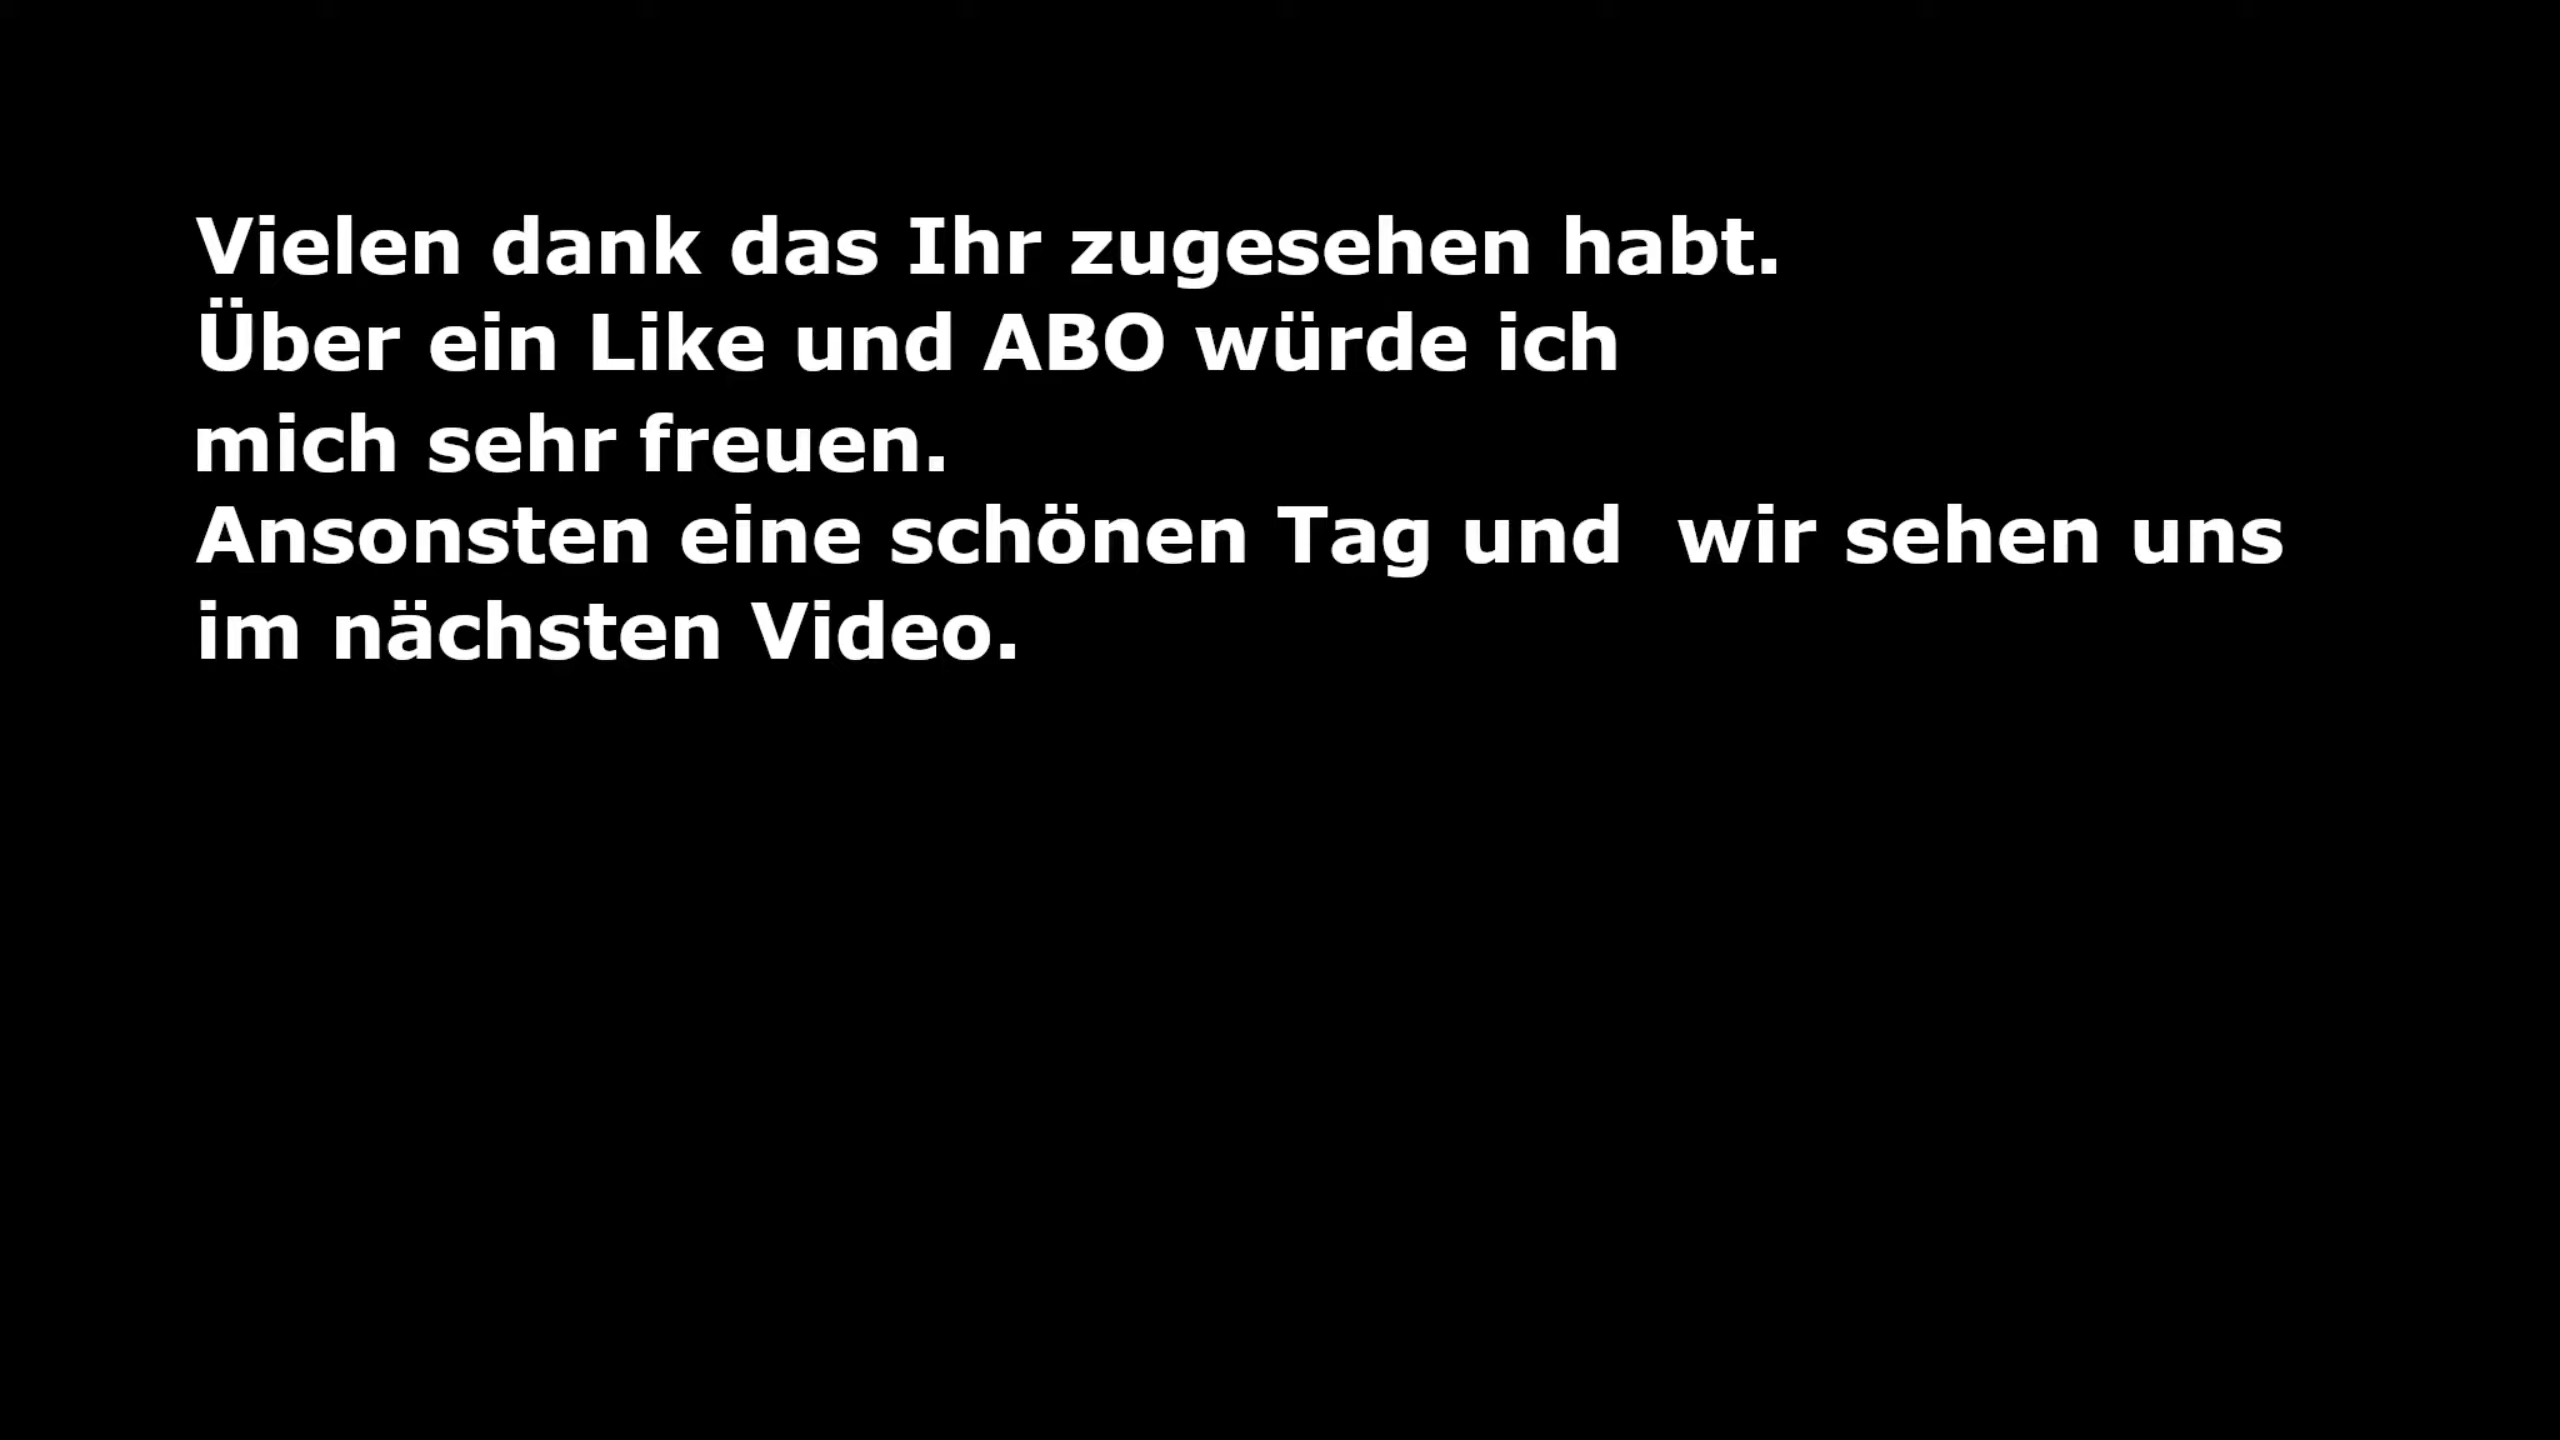 Vielen dank das Ihr zugesehen habt.
Über ein Like und ABO würde ich
mich sehr freuen.
Ansonsten eine schönen Tag und  wir sehen uns
im nächsten Video.